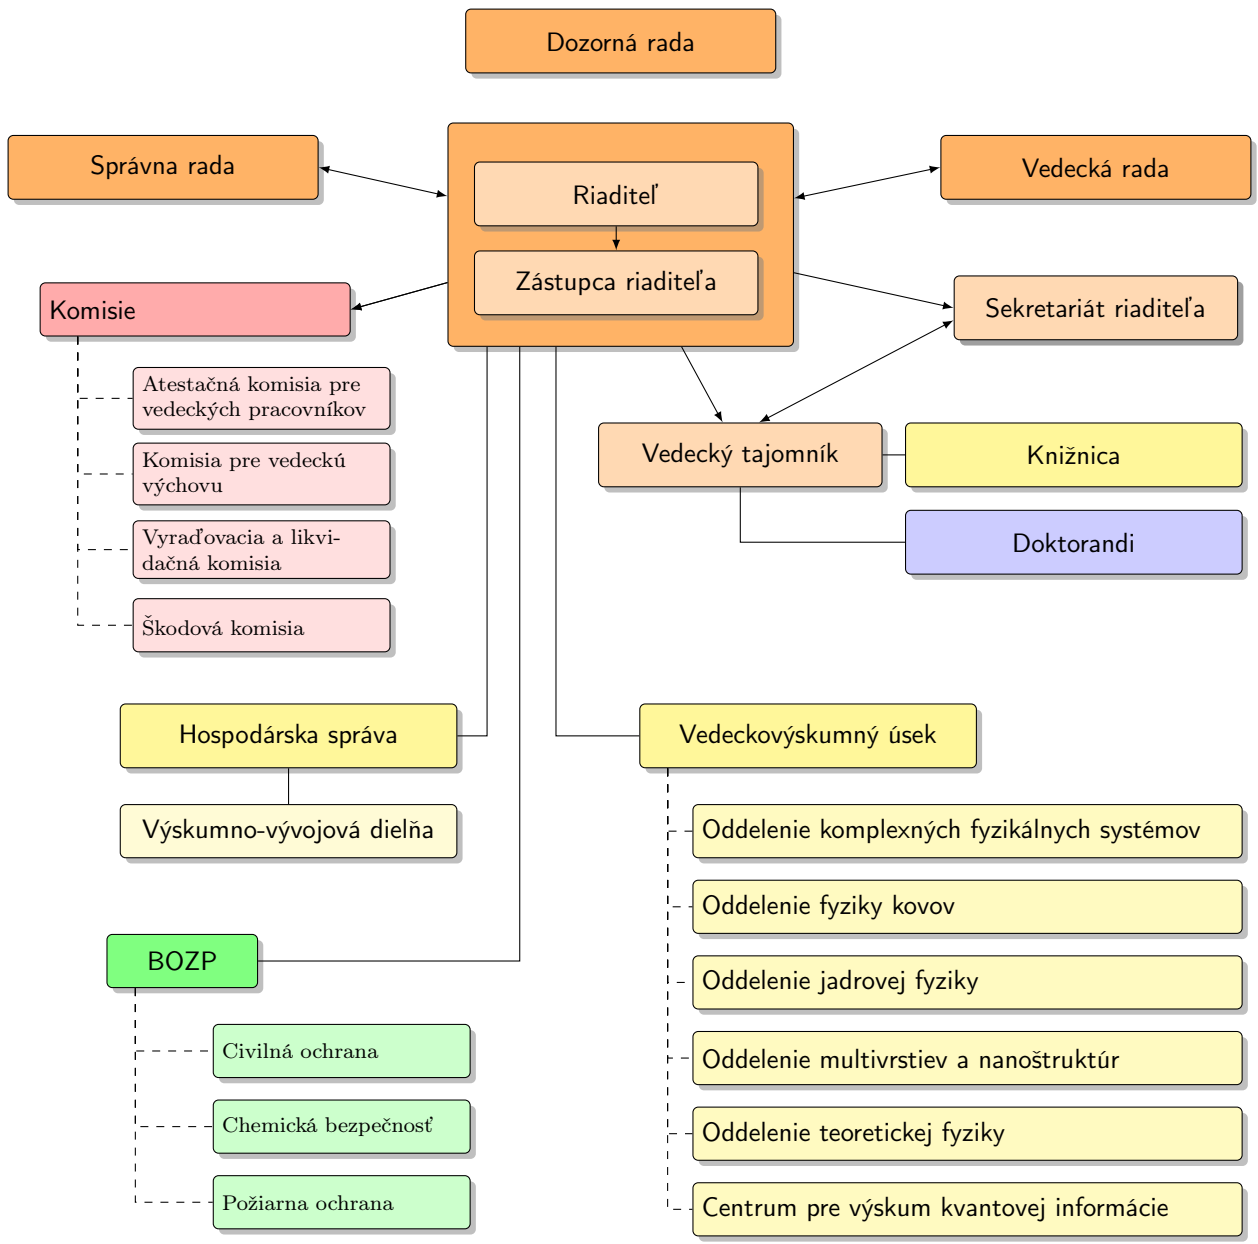 Dozorná rada
Správna rada
Riaditeľ
Vedecká rada
Zástupca riaditeľa
Sekretariát riaditeľa
Komisie
Atestačná komisia pre
vedeckých pracovníkov
Komisia pre vedeckú
výchovu
Vyraďovacia a likvi-
dačná komisia
Škodová komisia
Vedecký tajomník
Knižnica
Doktorandi
Hospodárska správa
Výskumno-vývojová dielňa
Vedeckovýskumný úsek
Oddelenie komplexných fyzikálnych systémov
Oddelenie fyziky kovov
Oddelenie jadrovej fyziky
Oddelenie multivrstiev a nanoštruktúr
Oddelenie teoretickej fyziky
Centrum pre výskum kvantovej informácie
BOZP
Civilná ochrana
Chemická bezpečnosť
Požiarna ochrana